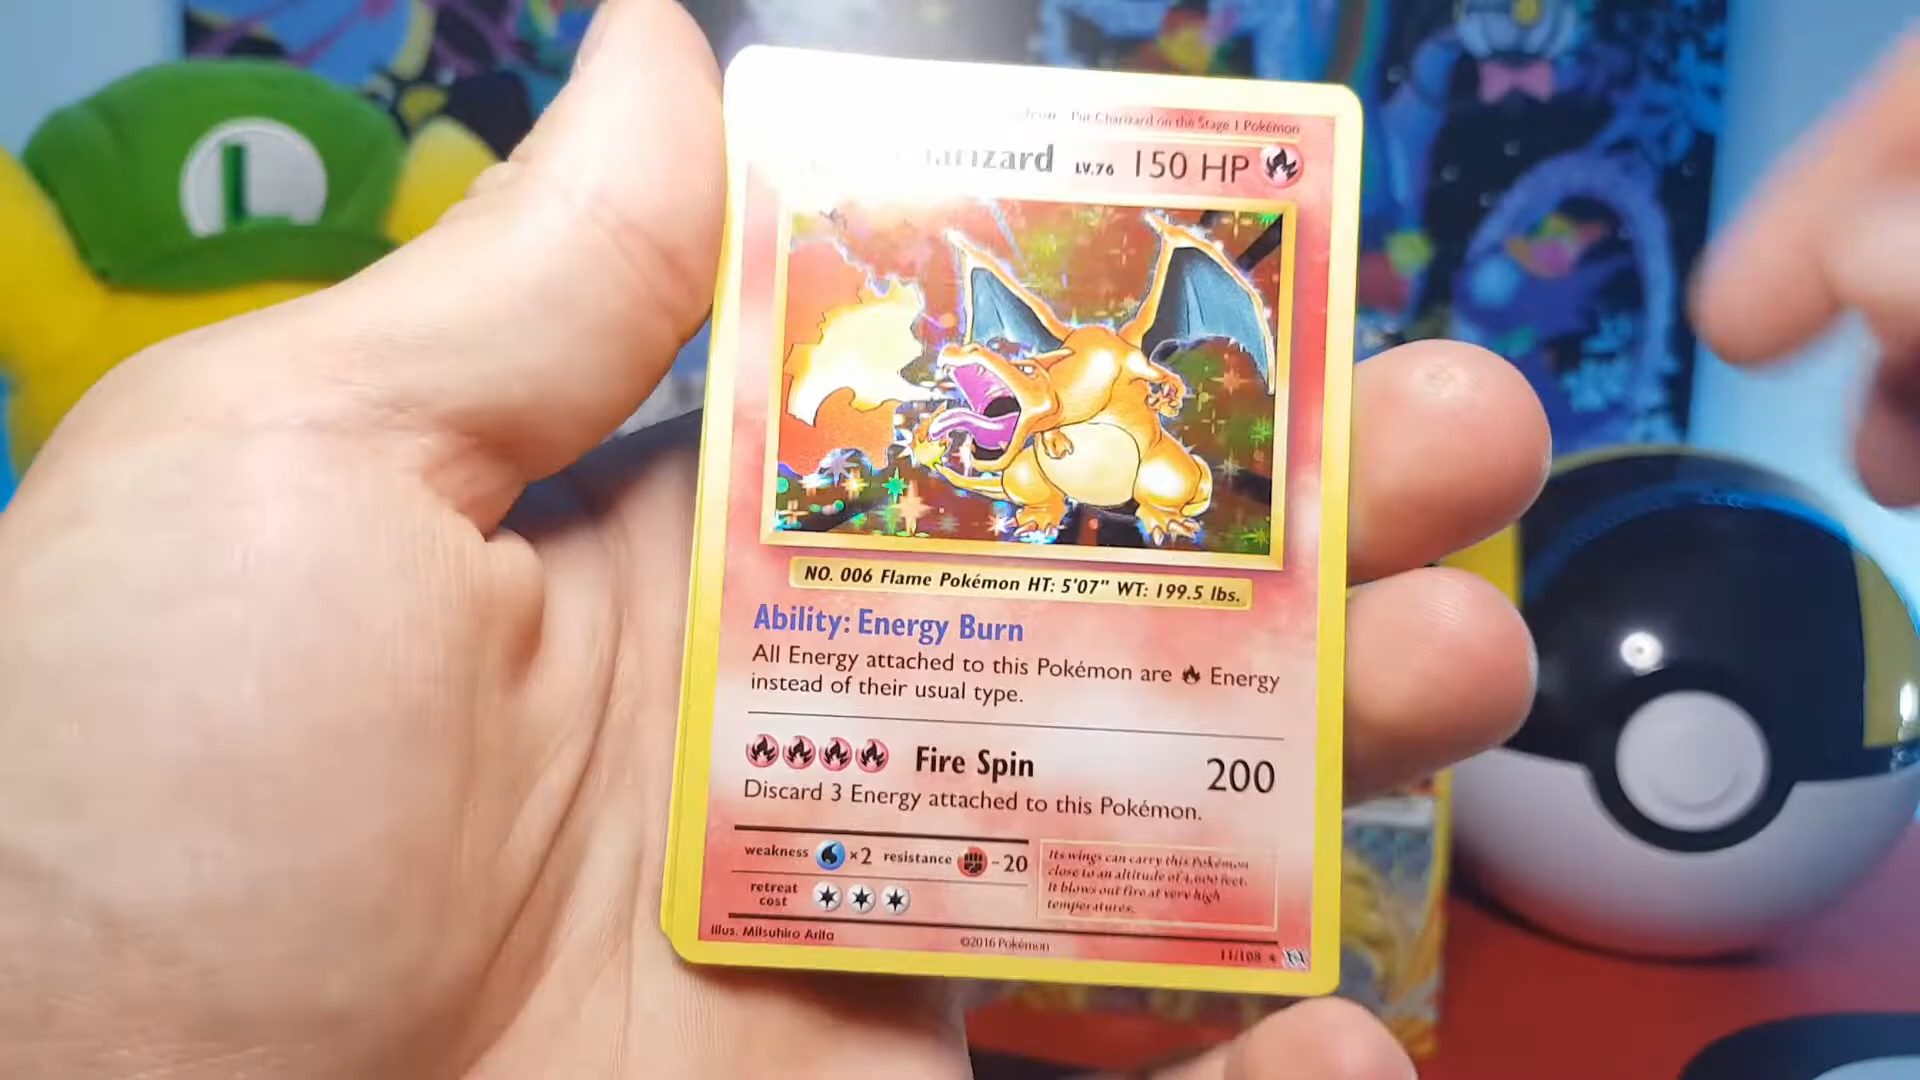 L
Put Charizard on the Stage 1 Pokémon
arizard LV.76 150 HP
NO. 006 Flame Pokémon HT: 5'07" WT: 199.5 lbs.
Ability: Energy Burn
All Energy attached to this Pokémon are Energy
instead of their usual type.
Fire Spin 200
Discard 3 Energy attached to this Pokémon.
weakness ×2 resistance -20
retreat
cost
Its wings can carry this Pokémon
close to an altitude of 4,600 feet.
It blows out fire at very high
temperatures.
Illus. Mitsuhiro Arita
©2016 Pokémon
11/108